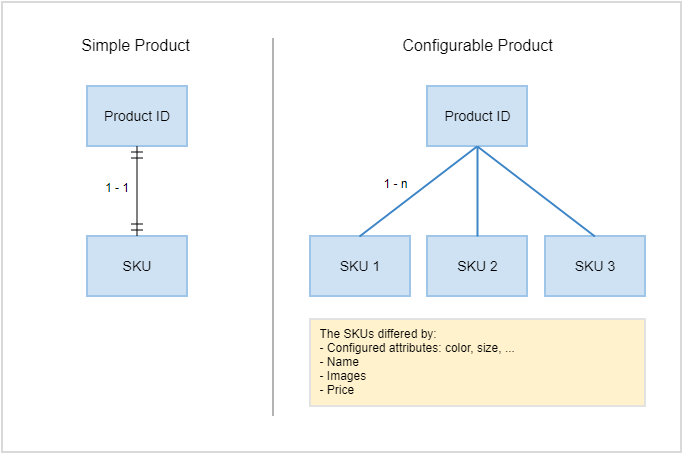 Simple Product
Product ID
1 - 1
SKU
Configurable Product
Product ID
1 - n
SKU 1
SKU 2
SKU 3
The SKUs differed by:
- Configured attributes: color, size, ...
- Name
- Images
- Price